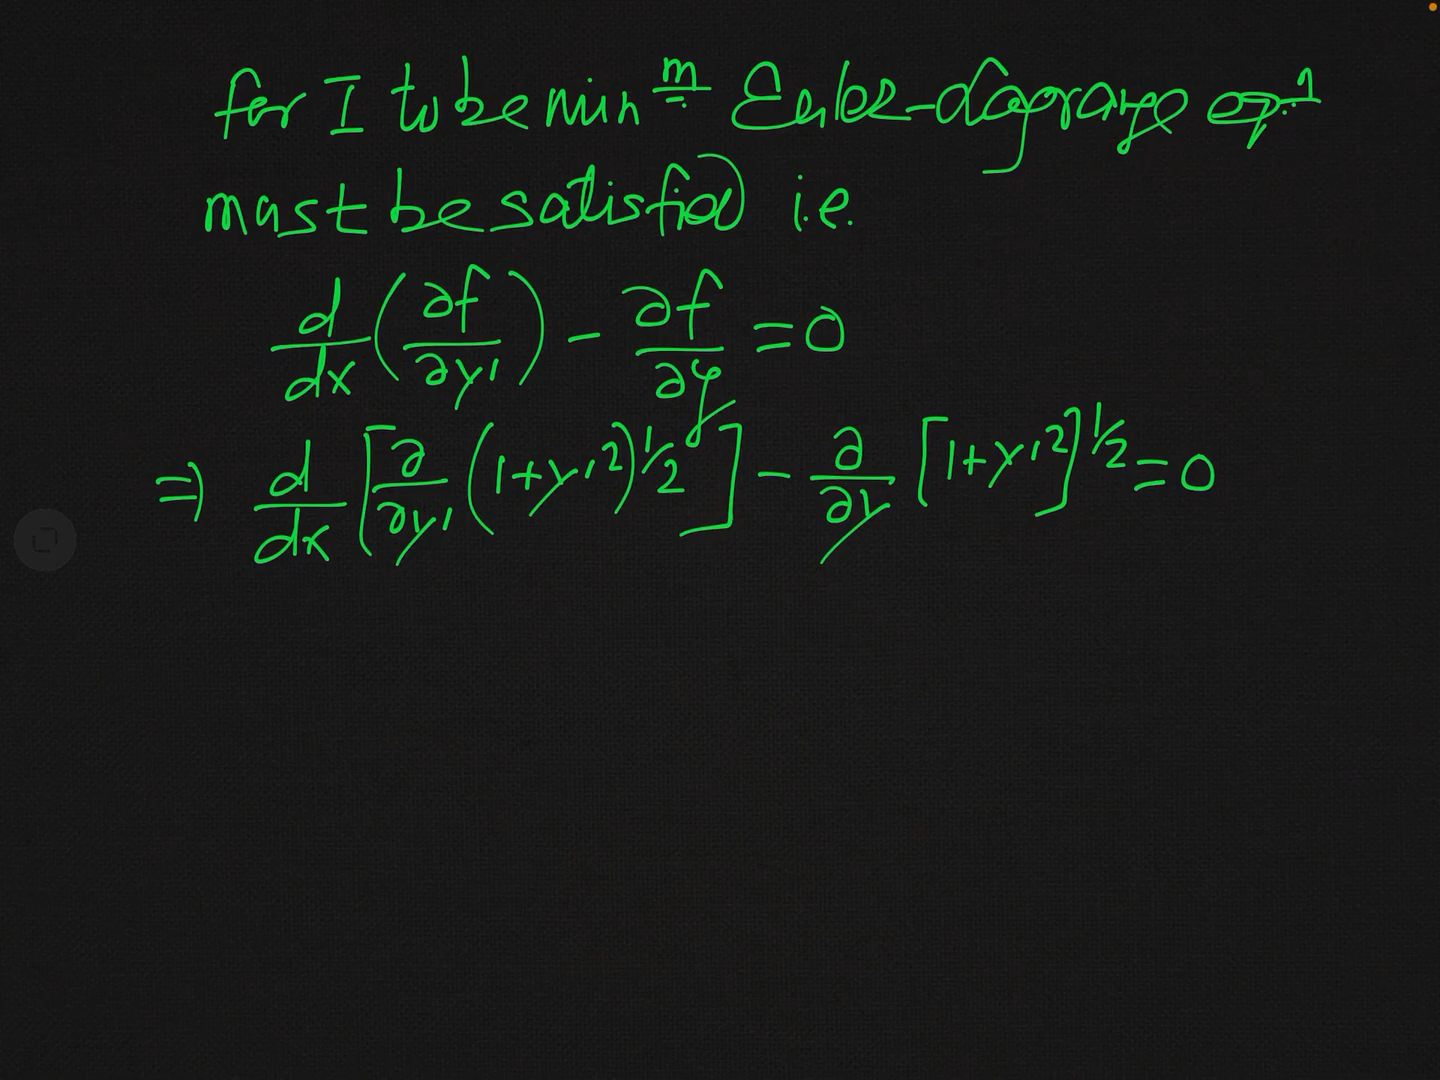 for I to be min m Euler-Lagrange eqn
must be satisfied i.e.
d/dx (∂f/∂y') - ∂f/∂y = 0
⇒ d/dx [∂/∂y' (1+y'²)^½] - ∂/∂y [1+y'²]^½ = 0